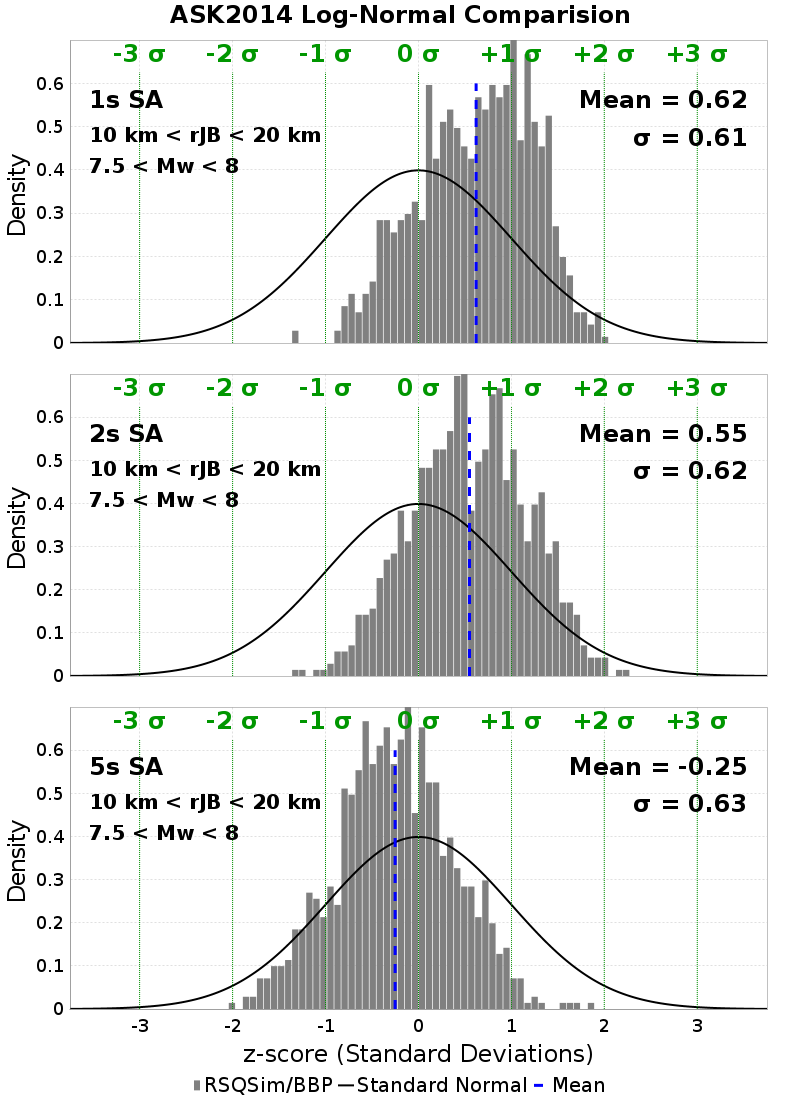 ASK2014 Log-Normal Comparision
-3 σ -2 σ -1 σ 0 σ +1 σ +2 σ +3 σ
1s SA
Mean = 0.62
10 km < rJB < 20 km
σ = 0.61
7.5 < Mw < 8
0.6
0.5
0.4
0.3
0.2
0.1
0
Density
-3 σ -2 σ -1 σ 0 σ +1 σ +2 σ +3 σ
2s SA
Mean = 0.55
10 km < rJB < 20 km
σ = 0.62
7.5 < Mw < 8
0.6
0.5
0.4
0.3
0.2
0.1
0
Density
-3 σ -2 σ -1 σ 0 σ +1 σ +2 σ +3 σ
5s SA
Mean = -0.25
10 km < rJB < 20 km
σ = 0.63
7.5 < Mw < 8
0.6
0.5
0.4
0.3
0.2
0.1
0
Density
-3 -2 -1 0 1 2 3
z-score (Standard Deviations)
RSQSim/BBP Standard Normal Mean